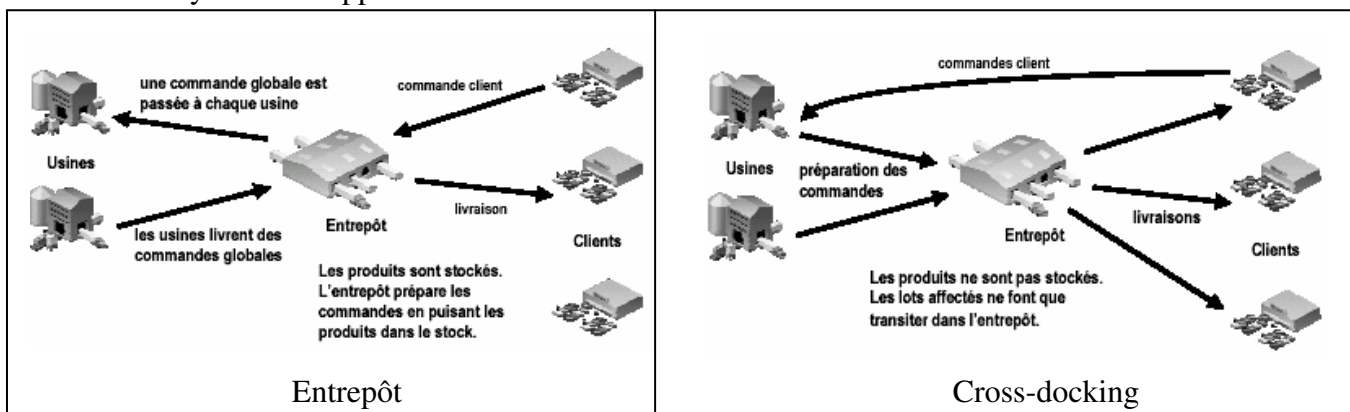 une commande globale est
passée à chaque usine
commande client
Usines
Entrepôt
livraison
les usines livrent des
commandes globales
Clients
Les produits sont stockés.
L'entrepôt prépare les
commandes en puisant les
produits dans le stock.
Entrepôt
commandes client
Usines
préparation des
commandes
Entrepôt
livraisons
Clients
Les produits ne sont pas stockés.
Les lots affectés ne font que
transiter dans l'entrepôt.
Cross-docking